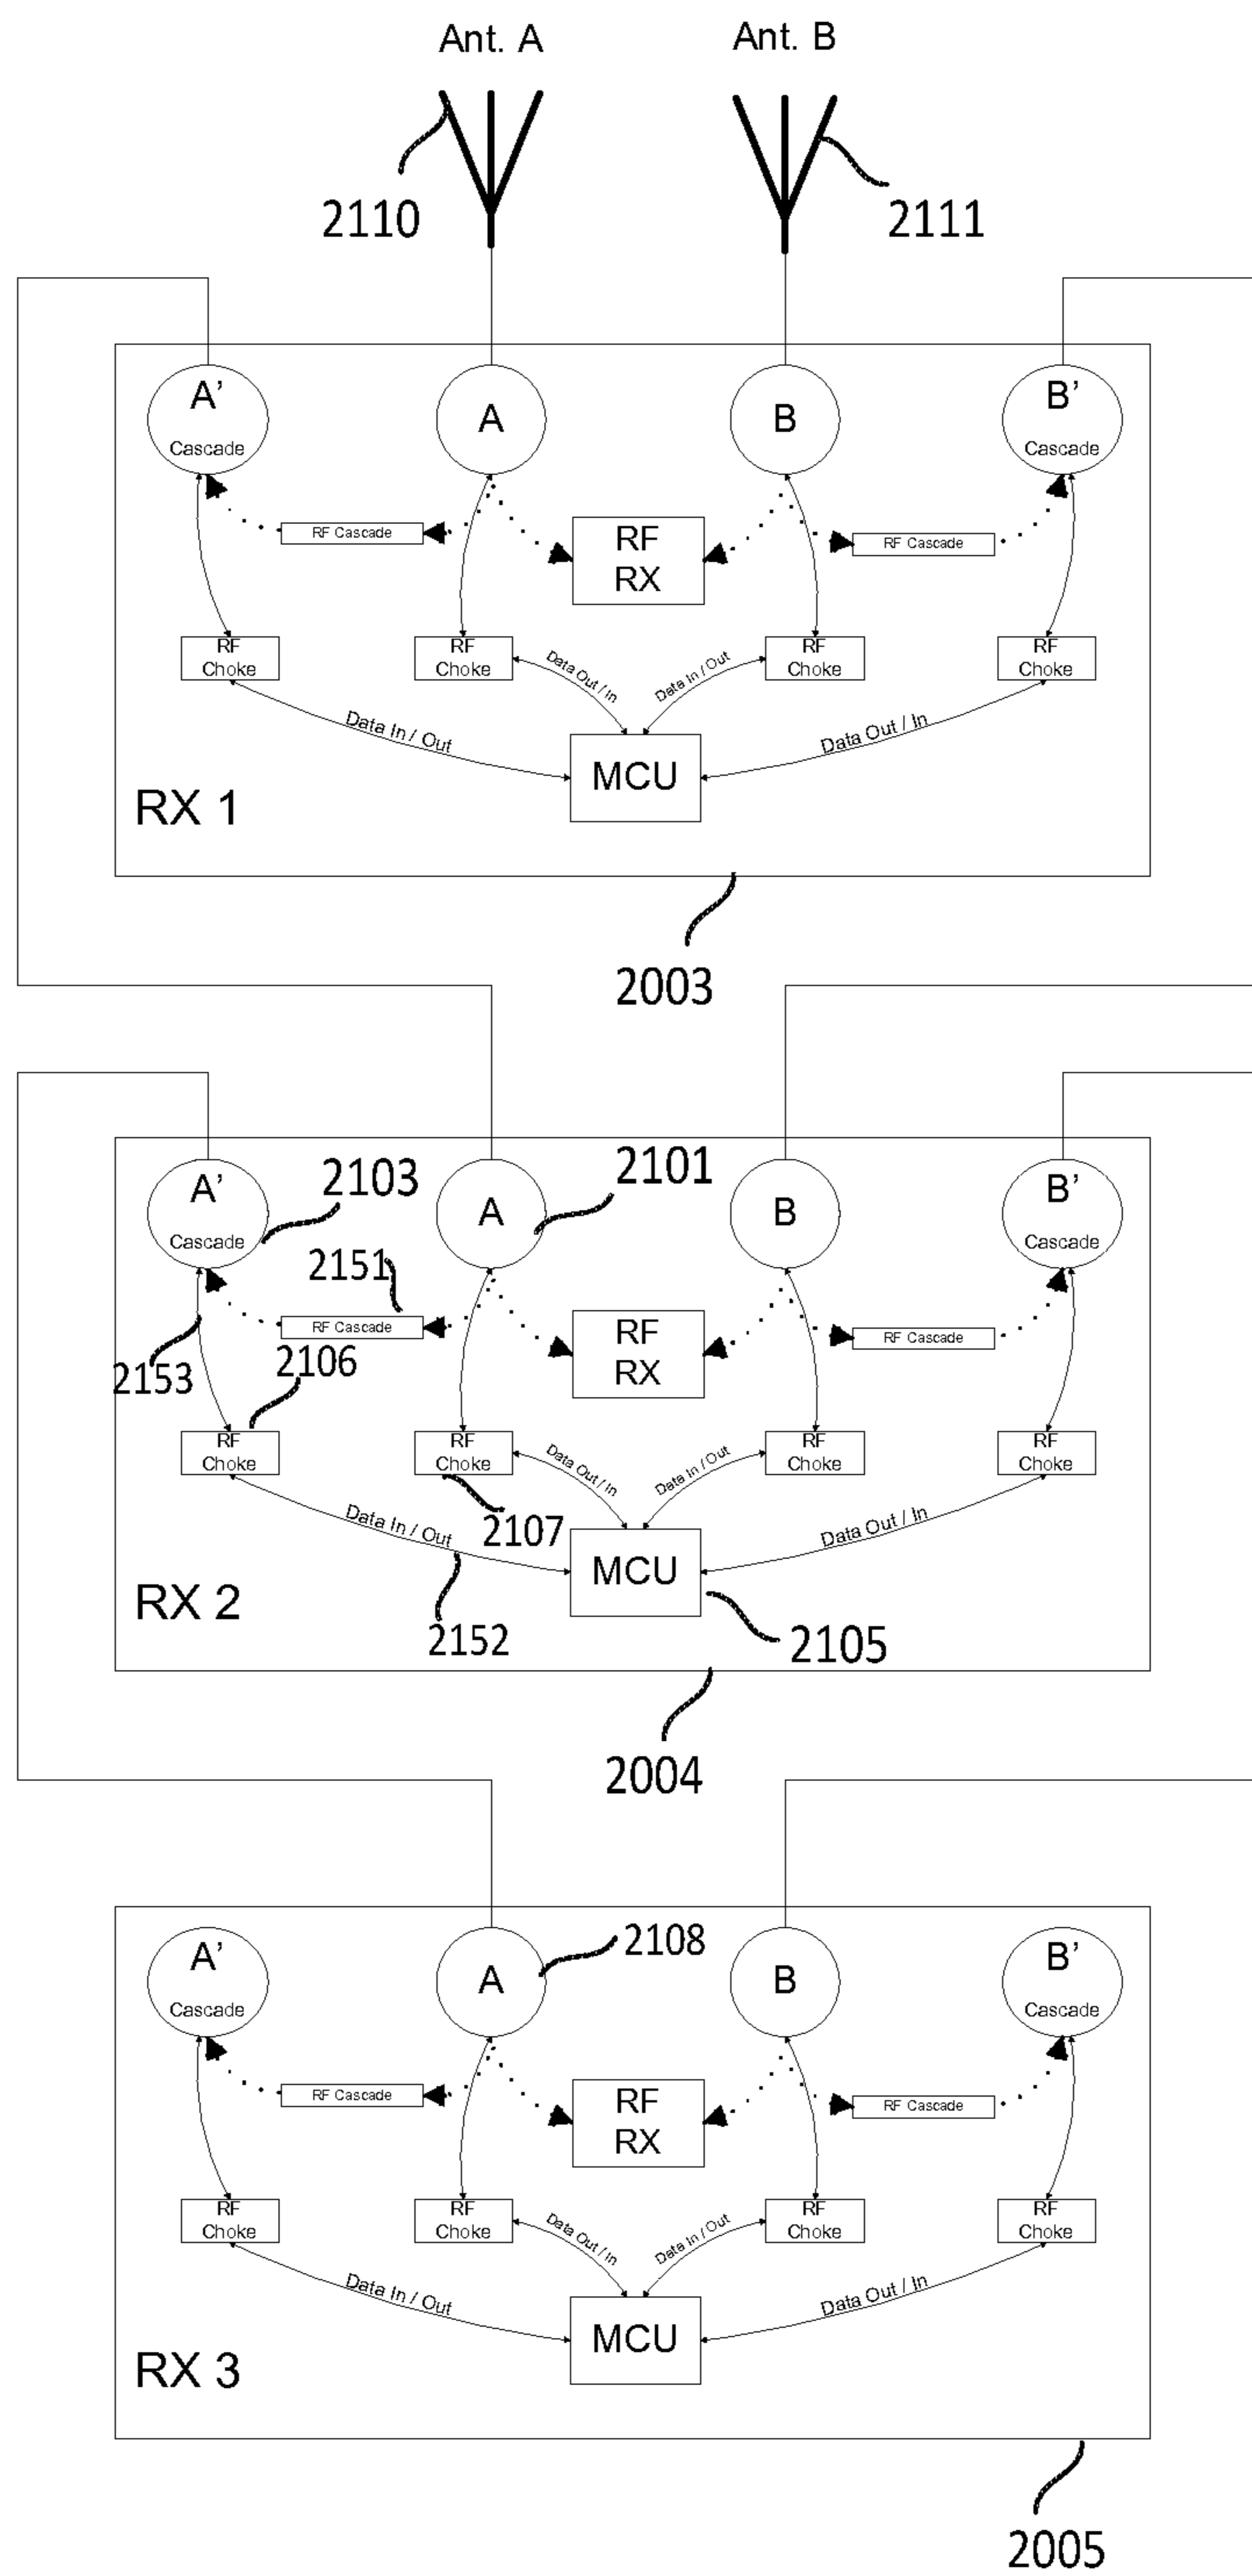 Ant. A
Ant. B
2110
2111
A’
Cascade
A
B
B’
Cascade
RF Cascade
RF
RX
RF Cascade
RF
Choke
RF
Choke
RF
Choke
RF
Choke
Data Out / In
Data In / Out
Data In / Out
Data Out / In
MCU
RX 1
2003
A’
Cascade
2103
A
2101
B
B’
Cascade
2151
RF Cascade
RF
RX
RF Cascade
2153
2106
RF
Choke
RF
Choke
RF
Choke
RF
Choke
Data Out / In
Data In / Out
Data In / Out
2107
Data Out / In
MCU
RX 2
2152
2105
2004
A’
Cascade
A
2108
B
B’
Cascade
RF Cascade
RF
RX
RF Cascade
RF
Choke
RF
Choke
RF
Choke
RF
Choke
Data Out / In
Data In / Out
Data In / Out
Data Out / In
MCU
RX 3
2005